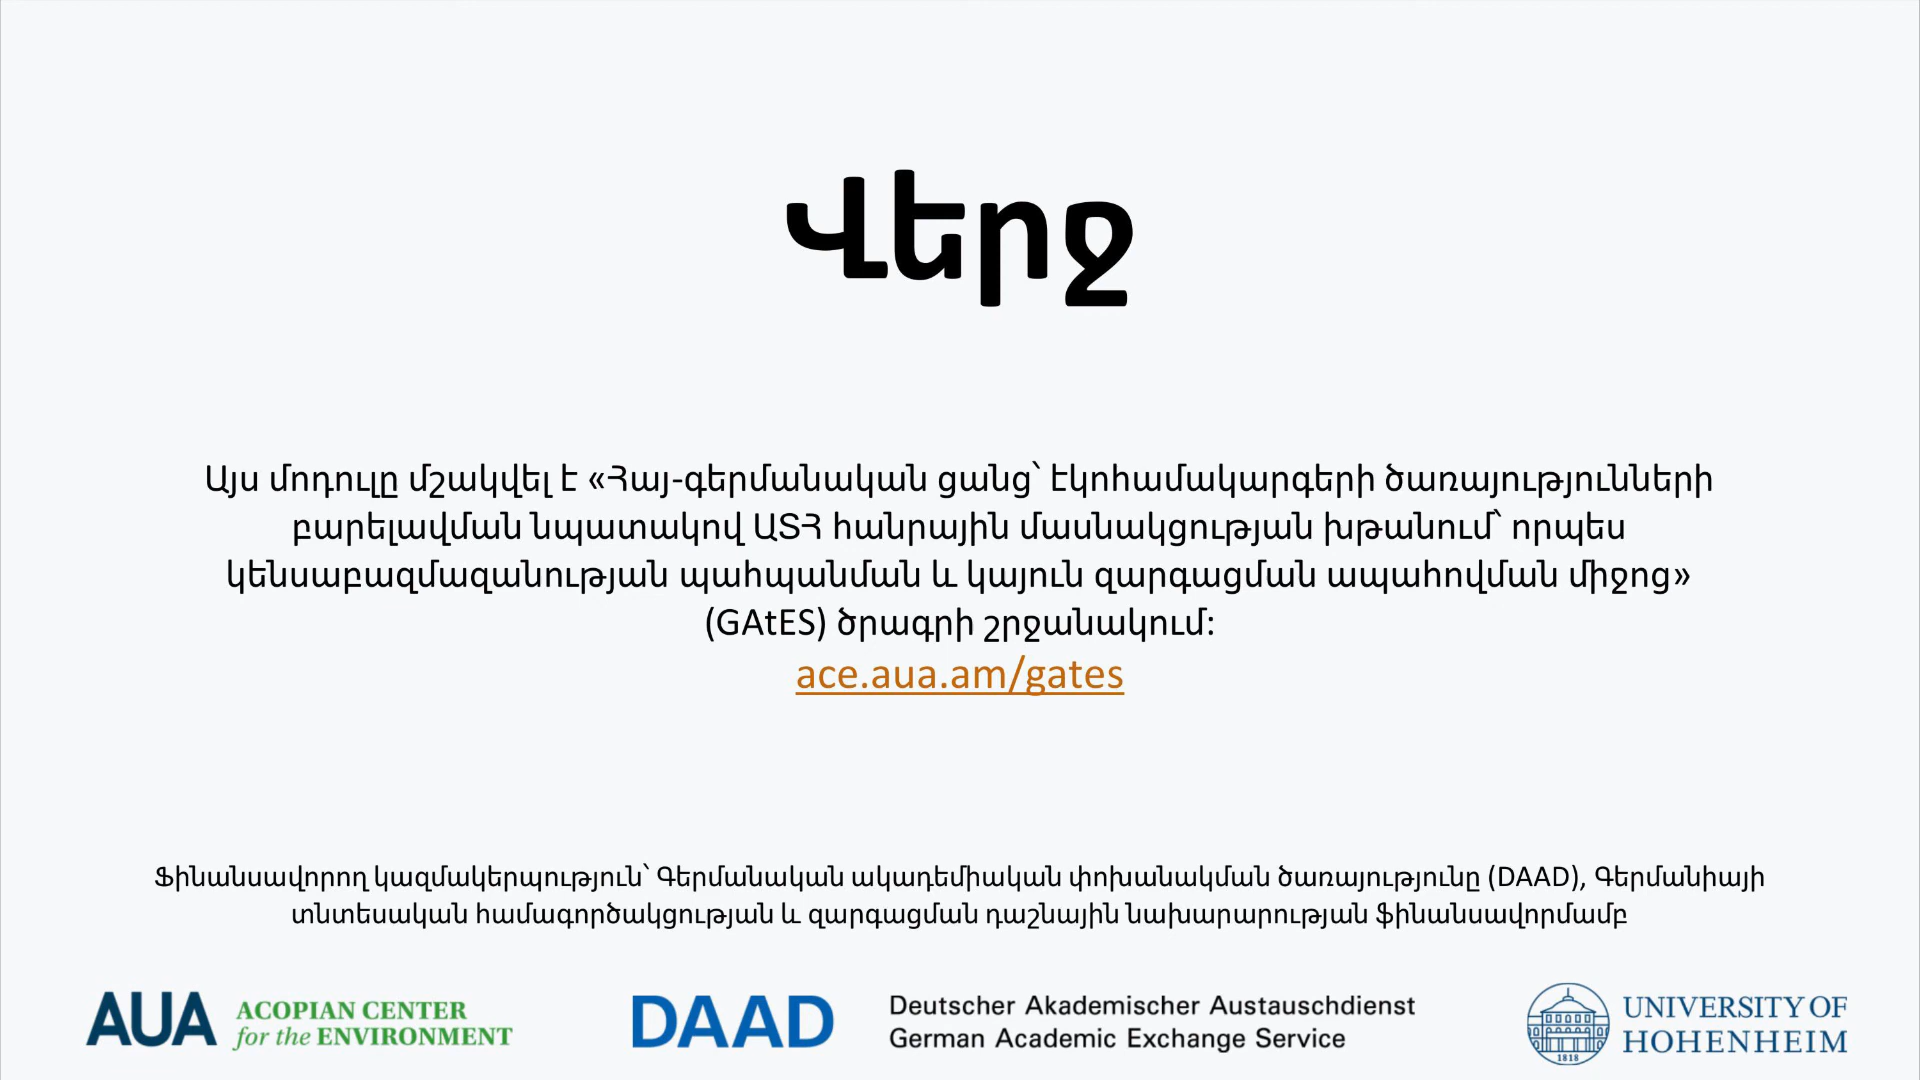 Վերջ
Այս մոդուլը մշակվել է «Հայ-գերմանական ցանց՝ էկոհամակարգերի ծառայությունների
բարելավման նպատակով ԱՏՀ հանրային մասնակցության խթանում՝ որպես
կենսաբազմազանության պահպանման և կայուն զարգացման ապահովման միջոց»
(GAtES) ծրագրի շրջանակում:
ace.aua.am/gates
Ֆինանսավորող կազմակերպություն՝ Գերմանական ակադեմիական փոխանակման ծառայությունը (DAAD), Գերմանիայի
տնտեսական համագործակցության և զարգացման դաշնային նախարարության ֆինանսավորմամբ
AUA ACOPIAN CENTER
for the ENVIRONMENT
DAAD Deutscher Akademischer Austauschdienst
German Academic Exchange Service
1818
UNIVERSITY OF
HOHENHEIM